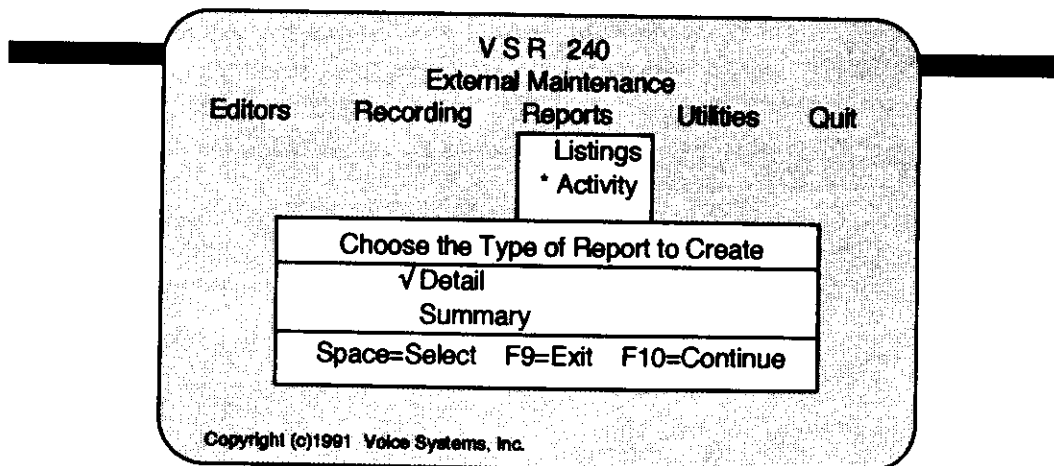 V S R 240
External Maintenance
Editors Recording Reports Utilities Quit
Listings
* Activity
Choose the Type of Report to Create
√ Detail
Summary
Space=Select F9=Exit F10=Continue
Copyright (c)1991 Voice Systems, Inc.